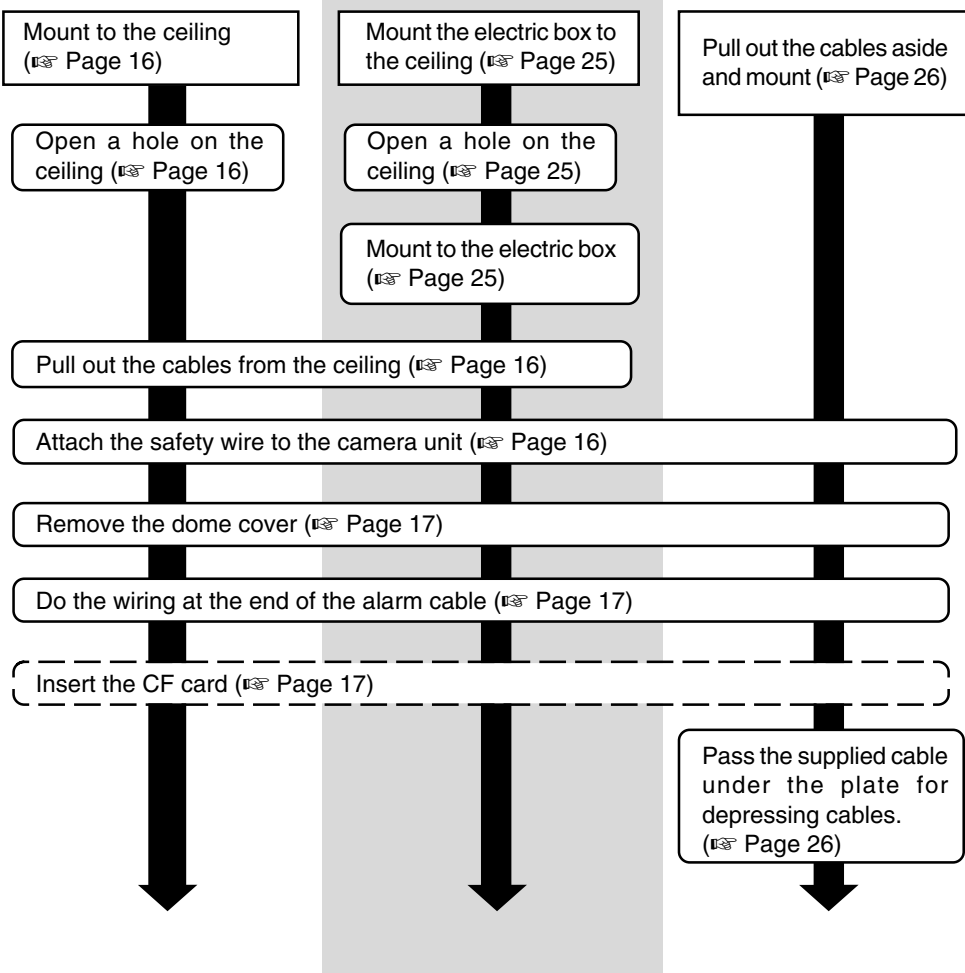 Mount to the ceiling
(☞ Page 16)
Mount the electric box to
the ceiling (☞ Page 25)
Pull out the cables aside
and mount (☞ Page 26)
Open a hole on the
ceiling (☞ Page 16)
Open a hole on the
ceiling (☞ Page 25)
Mount to the electric box
(☞ Page 25)
Pull out the cables from the ceiling (☞ Page 16)
Attach the safety wire to the camera unit (☞ Page 16)
Remove the dome cover (☞ Page 17)
Do the wiring at the end of the alarm cable (☞ Page 17)
Insert the CF card (☞ Page 17)
Pass the supplied cable
under the plate for
depressing cables.
(☞ Page 26)